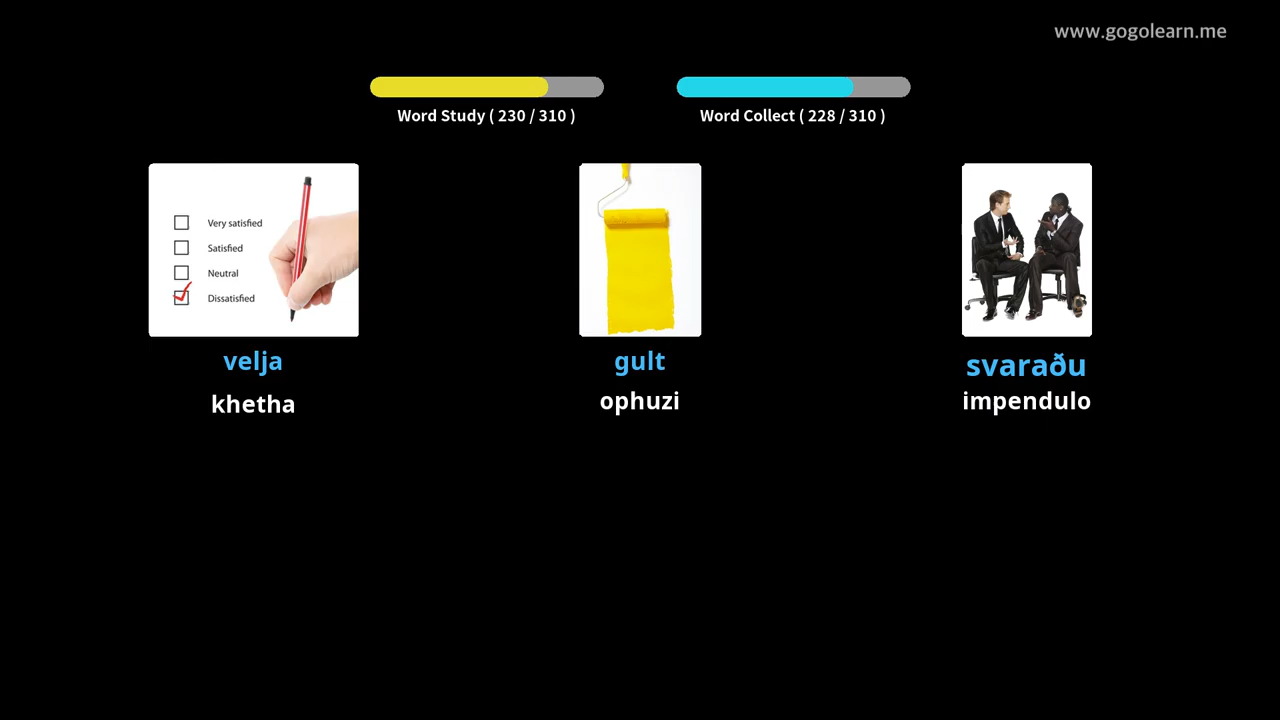 www.gogolearn.me
Word Study ( 230 / 310 )
Word Collect ( 228 / 310 )
Very satisfied
Satisfied
Neutral
Dissatisfied
velja
gult
svaraðu
khetha
ophuzi
impendulo